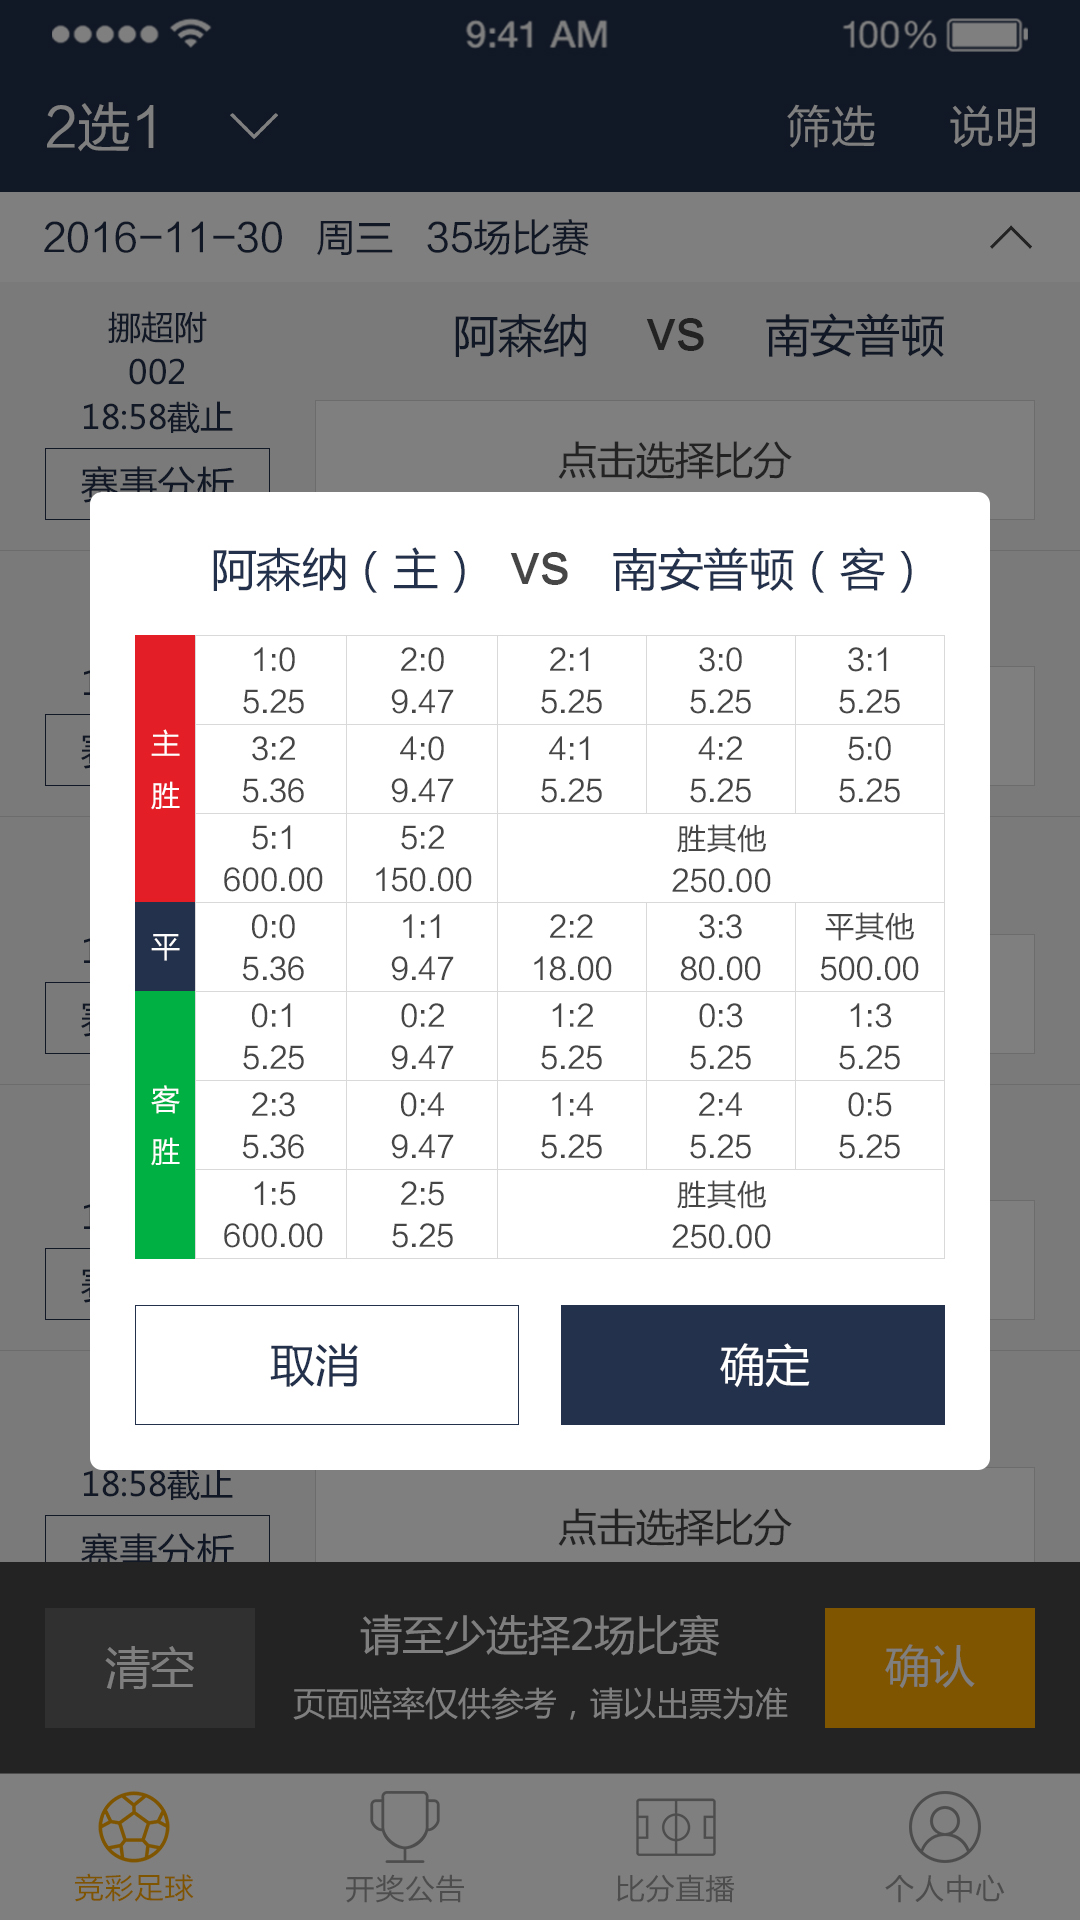 9:41 AM 100%
2选1 筛选 说明
2016-11-30 周三 35场比赛
挪超附
002
18:58截止
赛事分析
阿森纳 VS 南安普顿
点击选择比分
阿森纳（主） VS 南安普顿（客）
主胜
1:0 2:0 2:1 3:0 3:1
5.25 9.47 5.25 5.25 5.25
3:2 4:0 4:1 4:2 5:0
5.36 9.47 5.25 5.25 5.25
5:1 5:2 胜其他
600.00 150.00 250.00
平
0:0 1:1 2:2 3:3 平其他
5.36 9.47 18.00 80.00 500.00
客胜
0:1 0:2 1:2 0:3 1:3
5.25 9.47 5.25 5.25 5.25
2:3 0:4 1:4 2:4 0:5
5.36 9.47 5.25 5.25 5.25
1:5 2:5 胜其他
600.00 5.25 250.00
取消 确定
18:58截止
赛事分析
点击选择比分
清空
请至少选择2场比赛
页面赔率仅供参考，请以出票为准
确认
竞彩足球 开奖公告 比分直播 个人中心